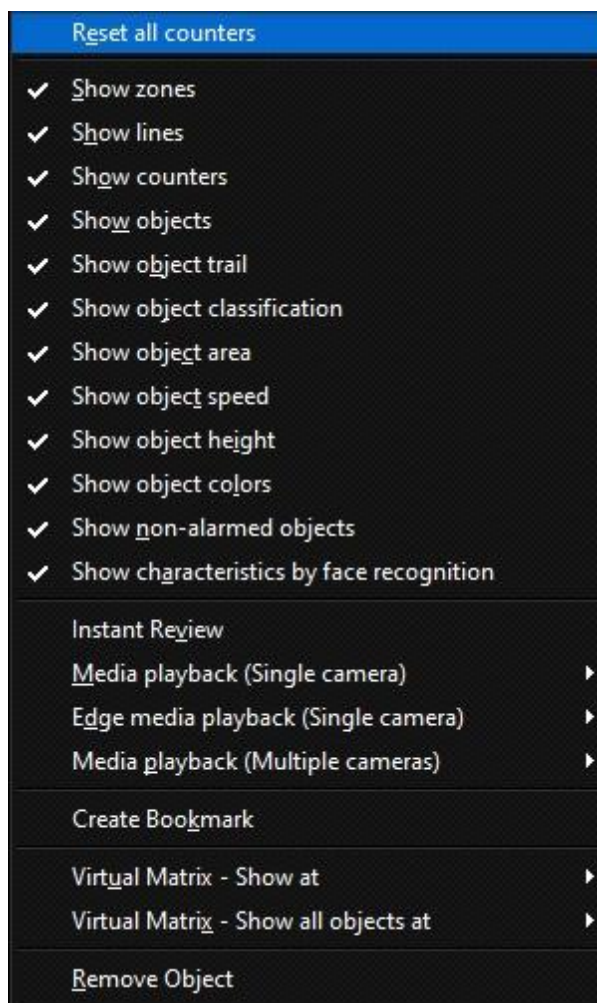 Reset all counters
Show zones
Show lines
Show counters
Show objects
Show object trail
Show object classification
Show object area
Show object speed
Show object height
Show object colors
Show non-alarmed objects
Show characteristics by face recognition
Instant Review
Media playback (Single camera)
Edge media playback (Single camera)
Media playback (Multiple cameras)
Create Bookmark
Virtual Matrix - Show at
Virtual Matrix - Show all objects at
Remove Object